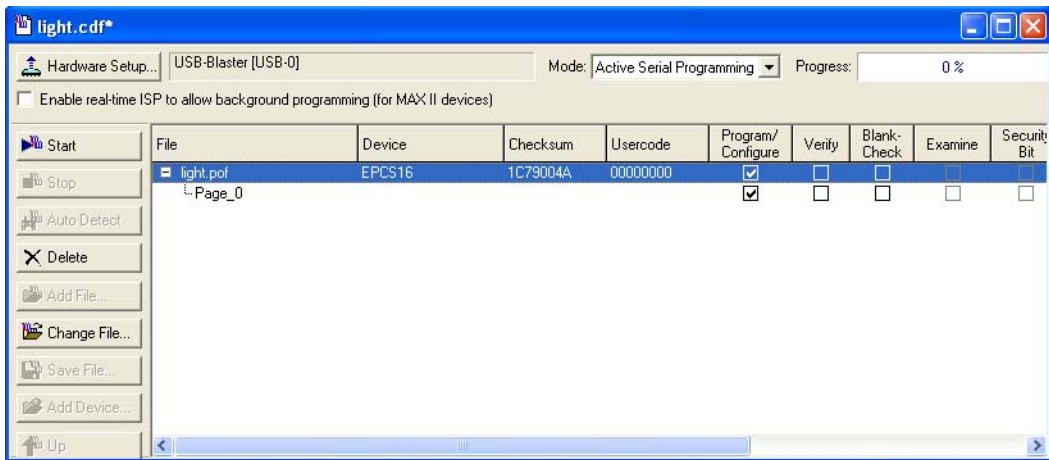 light.cdf*
Hardware Setup... USB-Blaster [USB-0] Mode: Active Serial Programming Progress: 0 %
Enable real-time ISP to allow background programming (for MAX II devices)
Start
Stop
Auto Detect
Delete
Add File...
Change File...
Save File...
Add Device...
Up
File Device Checksum Usercode Program/ Configure Verify Blank- Check Examine Security Bit
light.pof EPCS16 1C79004A 00000000
Page_0